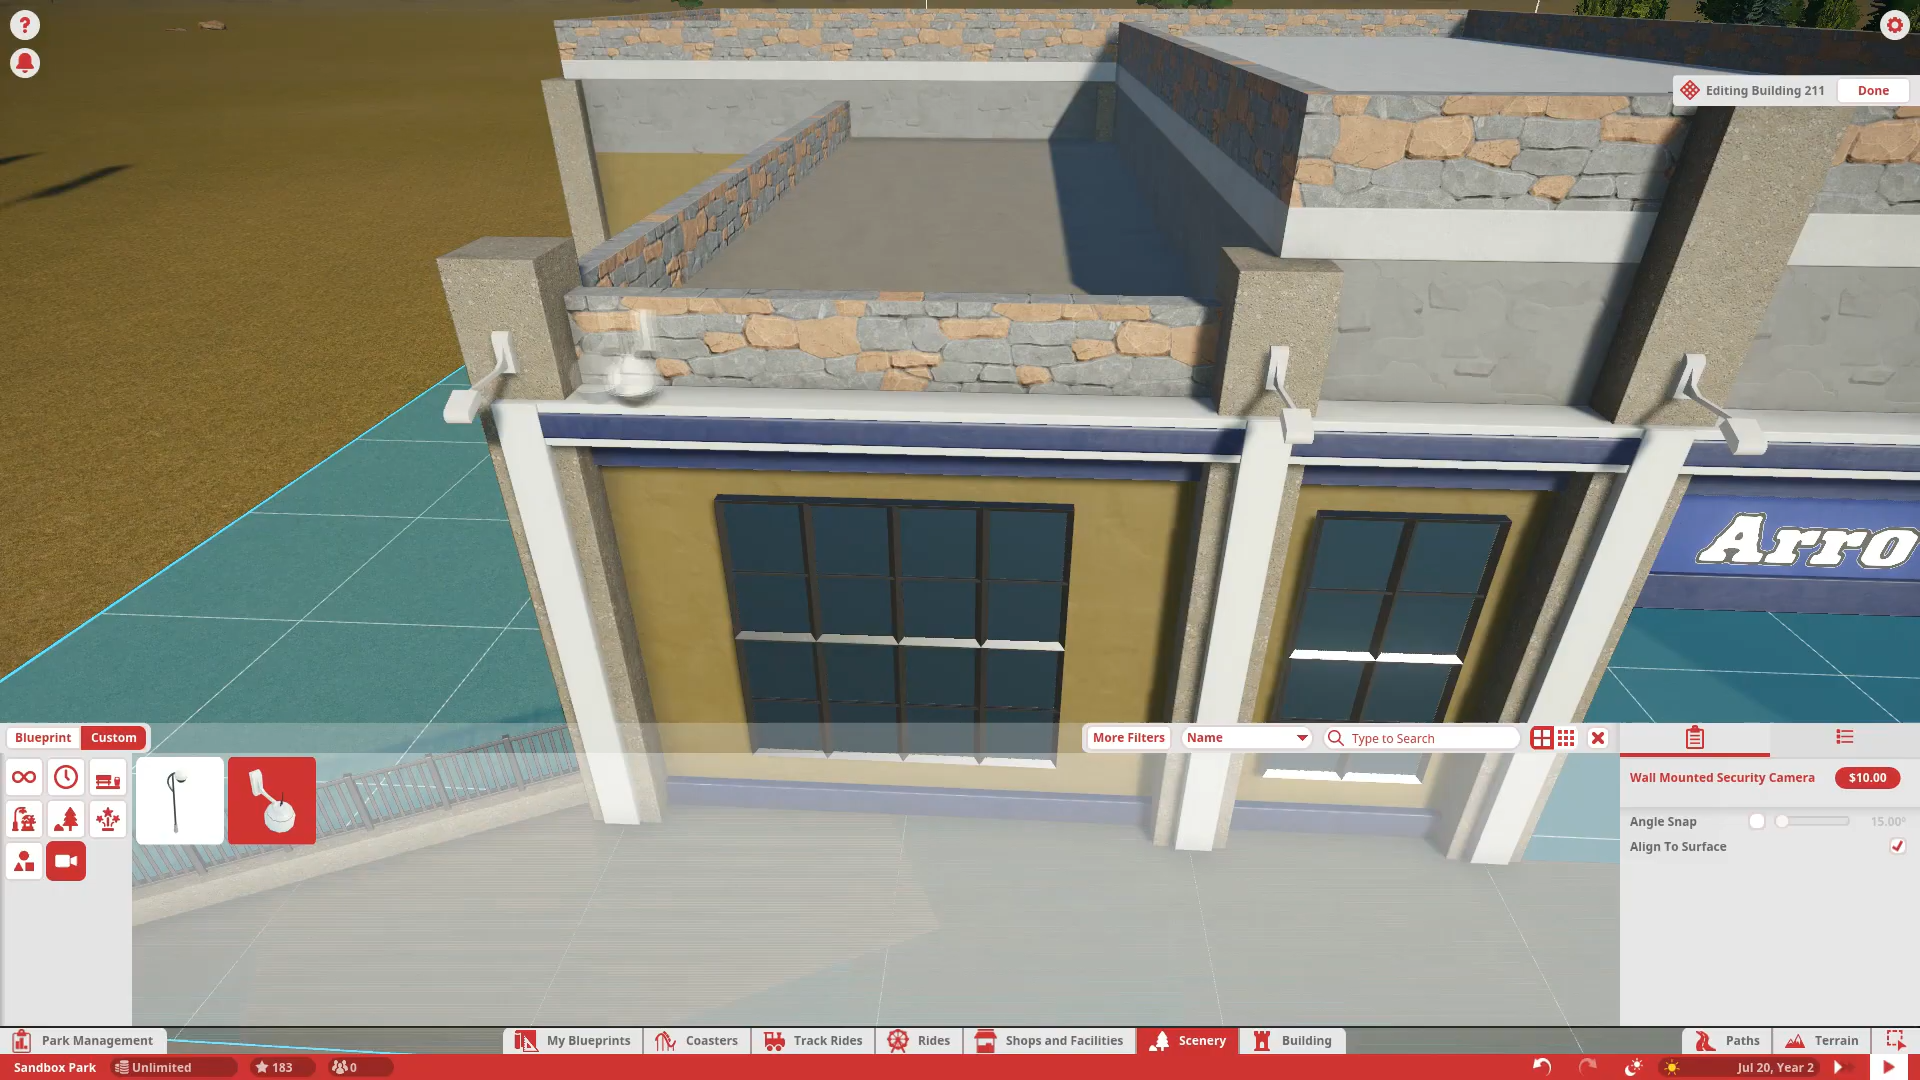 ?
Editing Building 211 Done
Arro
Blueprint Custom More Filters Name Type to Search
Wall Mounted Security Camera $10.00
Angle Snap 15.00°
Align To Surface
Park Management My Blueprints Coasters Track Rides Rides Shops and Facilities Scenery Building Paths Terrain
Sandbox Park Unlimited 183 0 Jul 20, Year 2